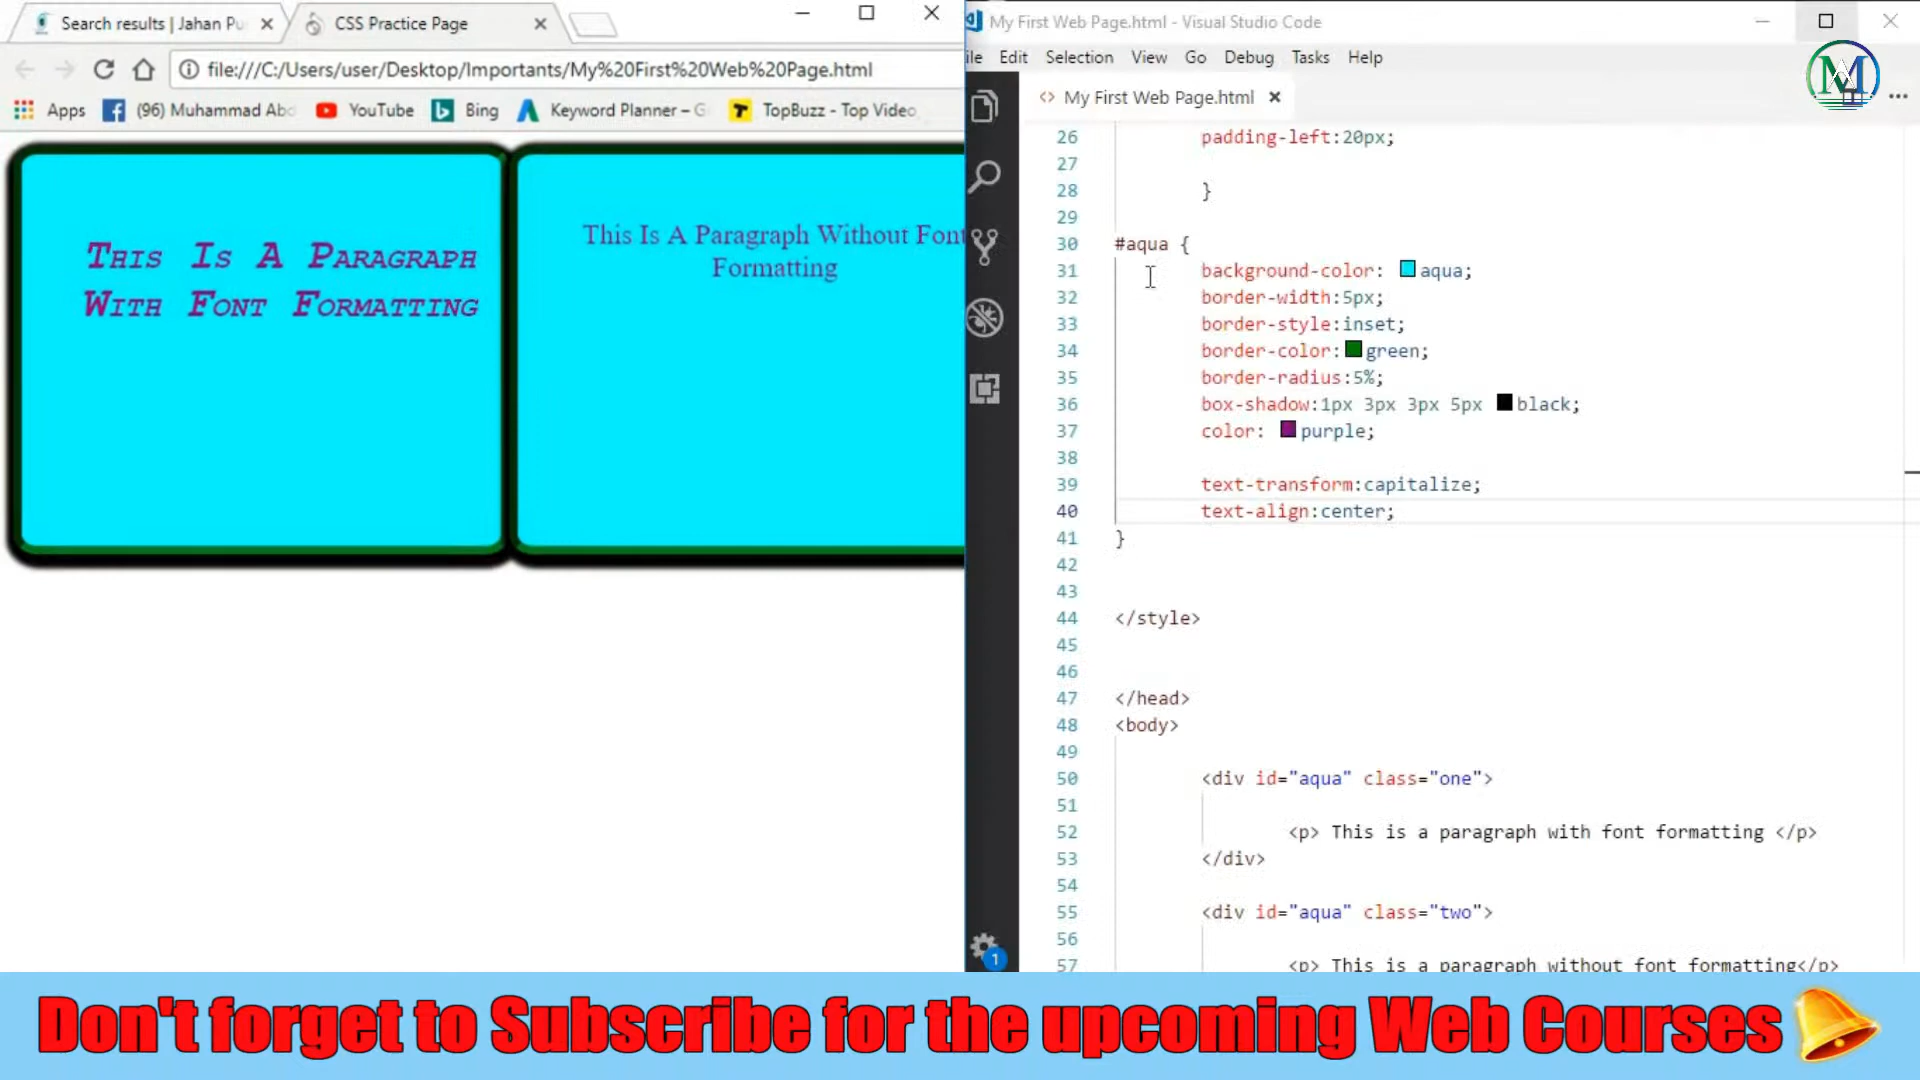 Search results | Jahan Pu
CSS Practice Page
file:///C:/Users/user/Desktop/Importants/My%20First%20Web%20Page.html
Apps
(96) Muhammad Abd
YouTube
Bing
Keyword Planner – G
TopBuzz - Top Video
This Is A Paragraph
With Font Formatting
This Is A Paragraph Without Font
Formatting
My First Web Page.html - Visual Studio Code
ile Edit Selection View Go Debug Tasks Help
<> My First Web Page.html
26 padding-left:20px;
27
28 }
29
30 #aqua {
31 background-color: aqua;
32 border-width:5px;
33 border-style:inset;
34 border-color: green;
35 border-radius:5%;
36 box-shadow:1px 3px 3px 5px black;
37 color: purple;
38
39 text-transform:capitalize;
40 text-align:center;
41 }
42
43
44 </style>
45
46
47 </head>
48 <body>
49
50 <div id="aqua" class="one">
51
52 <p> This is a paragraph with font formatting </p>
53 </div>
54
55 <div id="aqua" class="two">
56
57 <p> This is a paragraph without font formatting</p>
1
Don't forget to Subscribe for the upcoming Web Courses